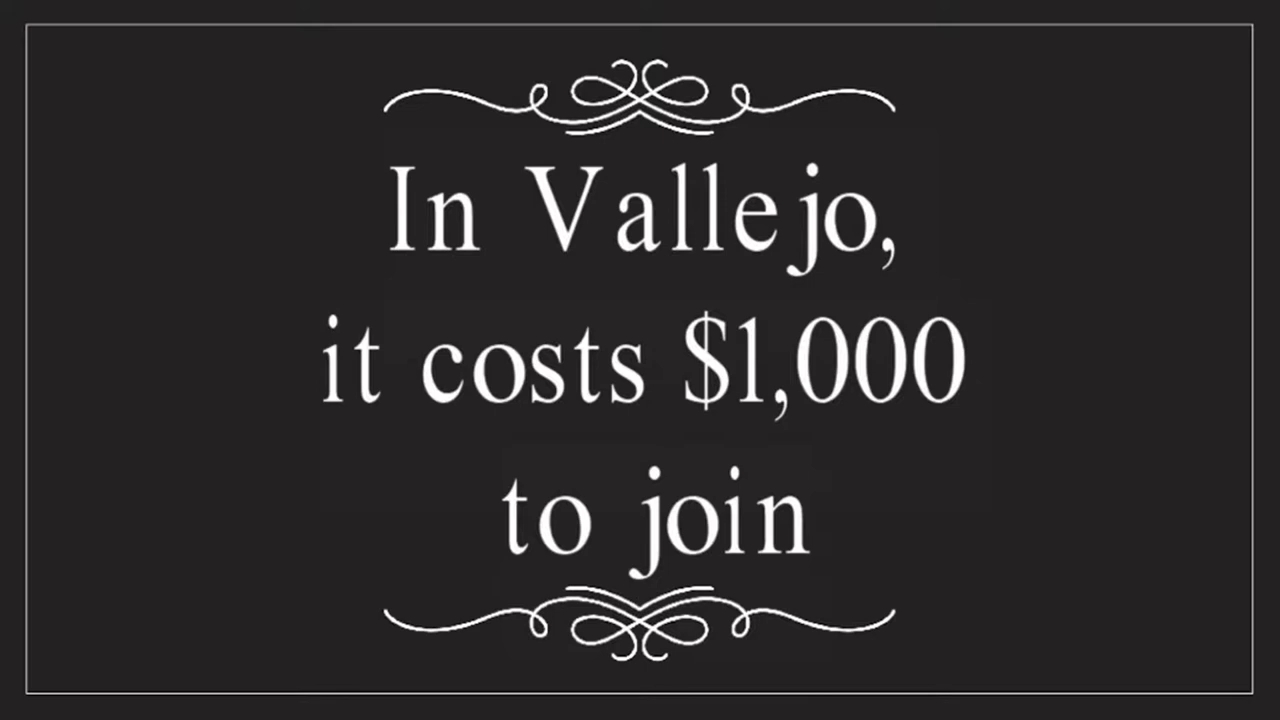 In Vallejo,
it costs $1,000
to join